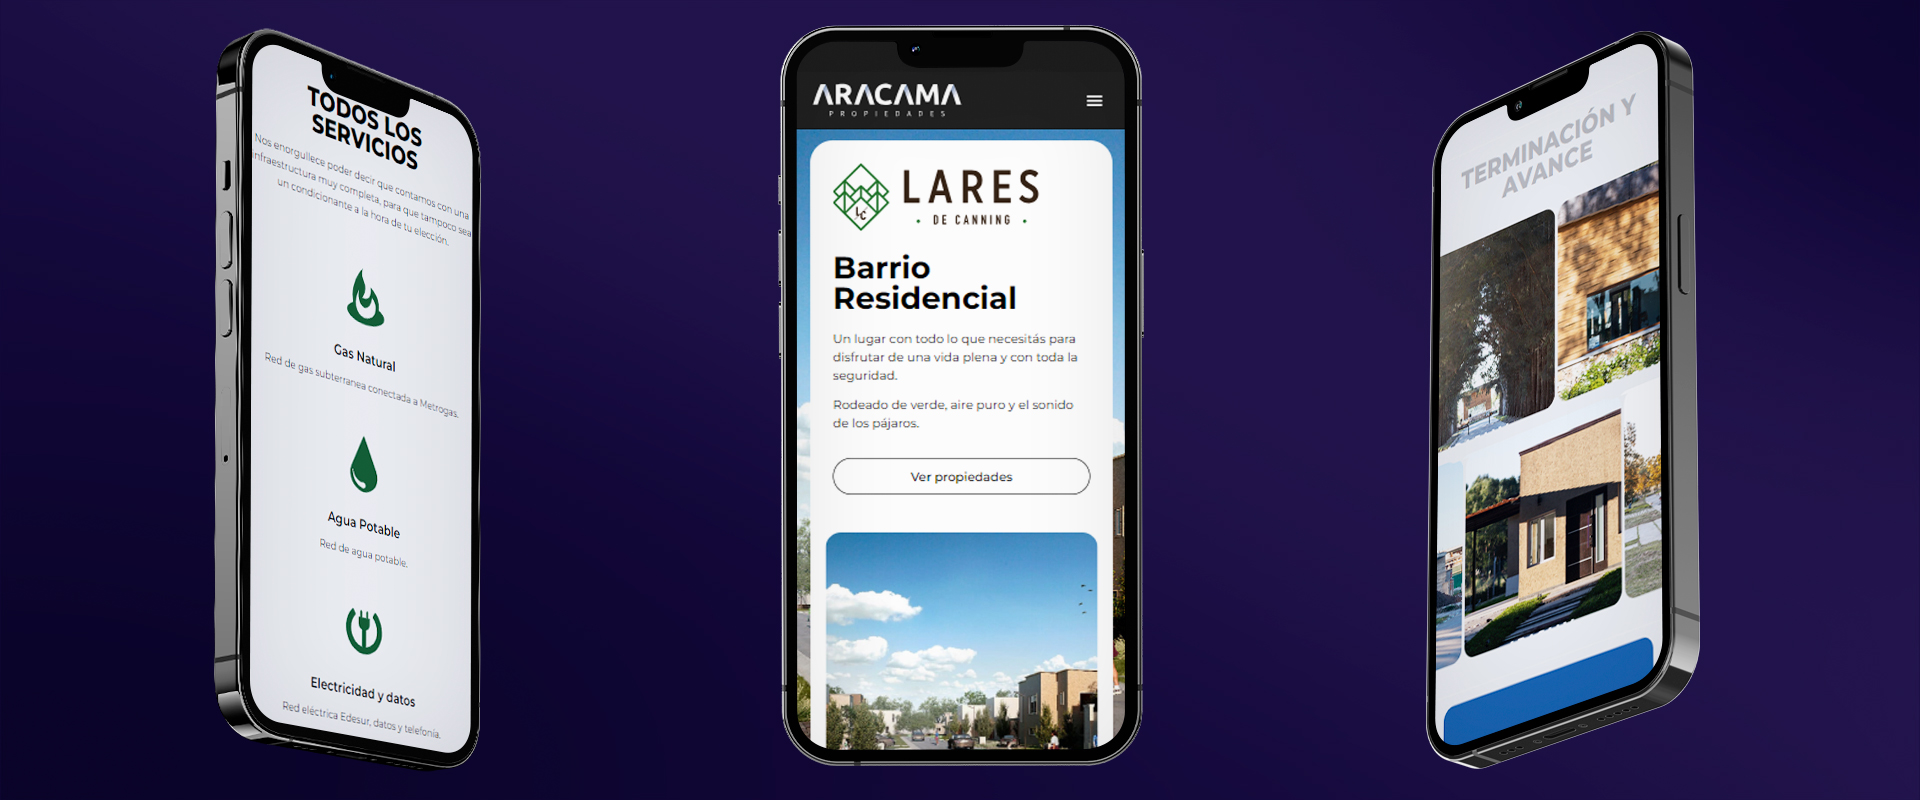 TODOS LOS
SERVICIOS
Nos enorgullece poder decir que contamos con una
infraestructura muy completa, para que tampoco sea
un condicionante a la hora de tu elección.
Gas Natural
Red de gas subterranea conectada a Metrogas.
Agua Potable
Red de agua potable.
Electricidad y datos
Red eléctrica Edesur, datos y telefonía.
ARACAMA
PROPIEDADES
LC
LARES
• DE CANNING •
Barrio
Residencial
Un lugar con todo lo que necesitás para
disfrutar de una vida plena y con toda la
seguridad.
Rodeado de verde, aire puro y el sonido
de los pájaros.
Ver propiedades
TERMINACIÓN Y
AVANCE